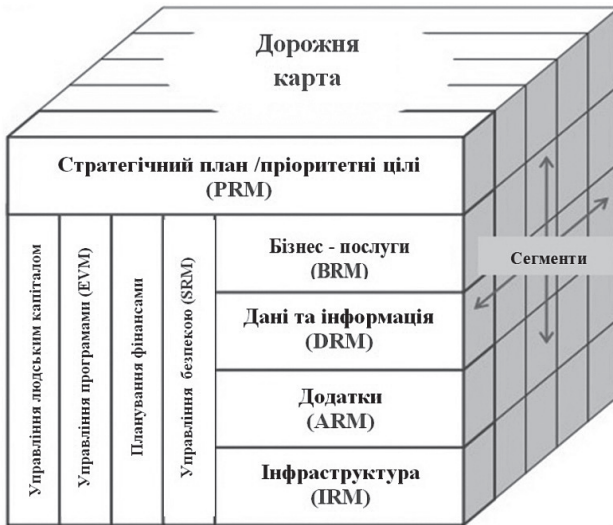 Дорожня
карта
Стратегічний план /пріоритетні цілі
(PRM)
Управління людським капіталом
Управління програмами (EVM)
Планування фінансами
Управління безпекою (SRM)
Бізнес - послуги
(BRM)
Дані та інформація
(DRM)
Додатки
(ARM)
Інфраструктура
(IRM)
Сегменти